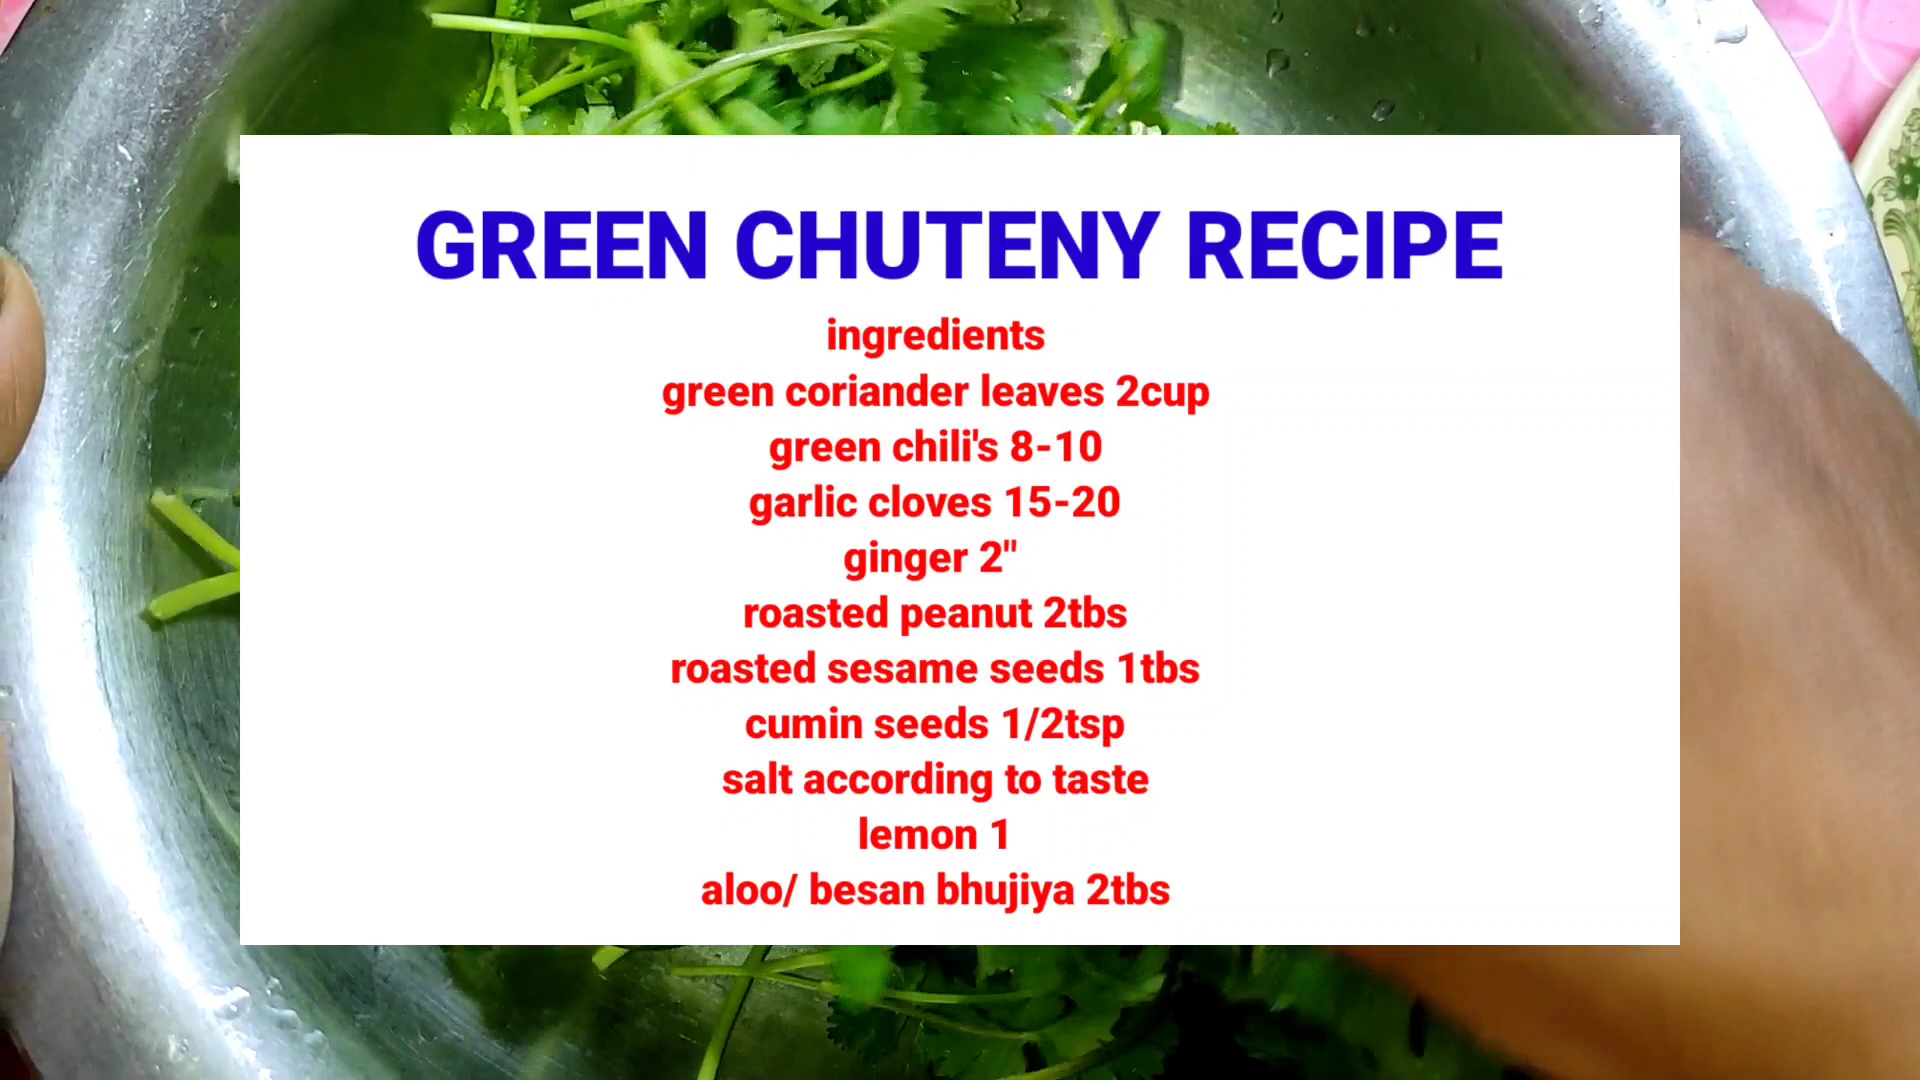 GREEN CHUTENY RECIPE
ingredients
green coriander leaves 2cup
green chili's 8-10
garlic cloves 15-20
ginger 2"
roasted peanut 2tbs
roasted sesame seeds 1tbs
cumin seeds 1/2tsp
salt according to taste
lemon 1
aloo/ besan bhujiya 2tbs